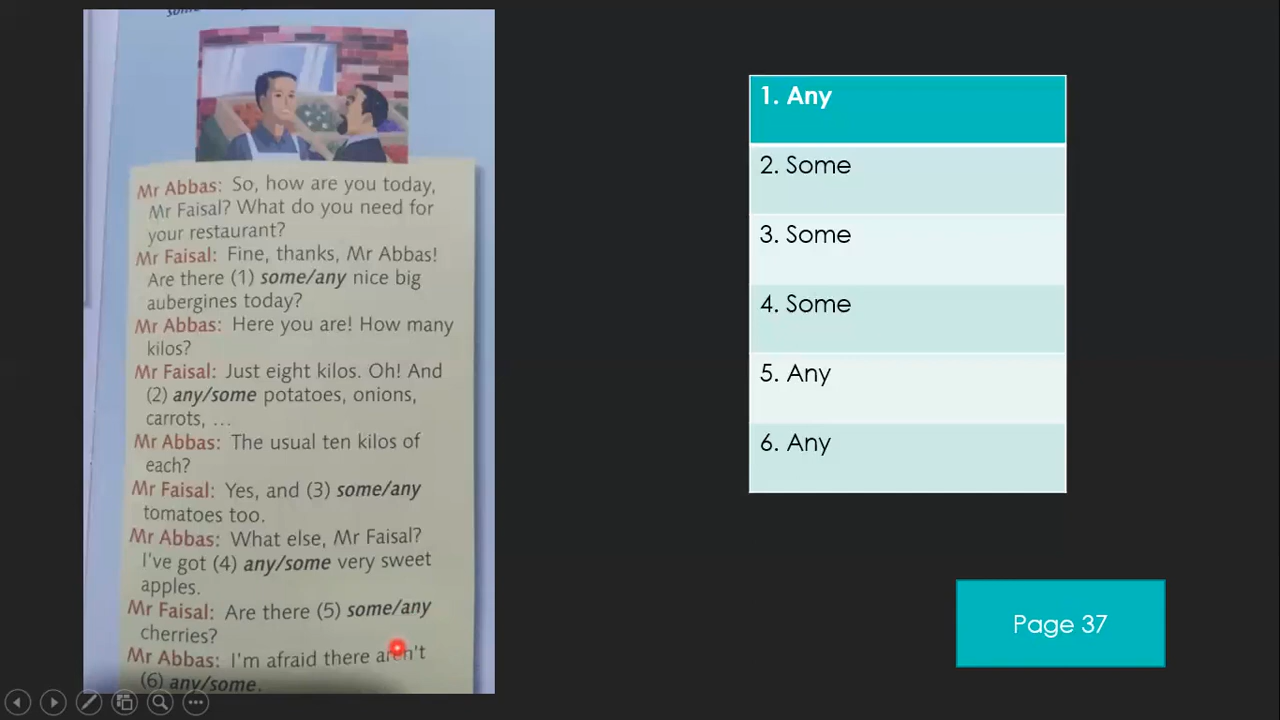 some
Mr Abbas: So, how are you today,
Mr Faisal? What do you need for
your restaurant?
Mr Faisal: Fine, thanks, Mr Abbas!
Are there (1) some/any nice big
aubergines today?
Mr Abbas: Here you are! How many
kilos?
Mr Faisal: Just eight kilos. Oh! And
(2) any/some potatoes, onions,
carrots, ...
Mr Abbas: The usual ten kilos of
each?
Mr Faisal: Yes, and (3) some/any
tomatoes too.
Mr Abbas: What else, Mr Faisal?
I've got (4) any/some very sweet
apples.
Mr Faisal: Are there (5) some/any
cherries?
Mr Abbas: I'm afraid there aren't
(6) any/some.
1. Any
2. Some
3. Some
4. Some
5. Any
6. Any
Page 37